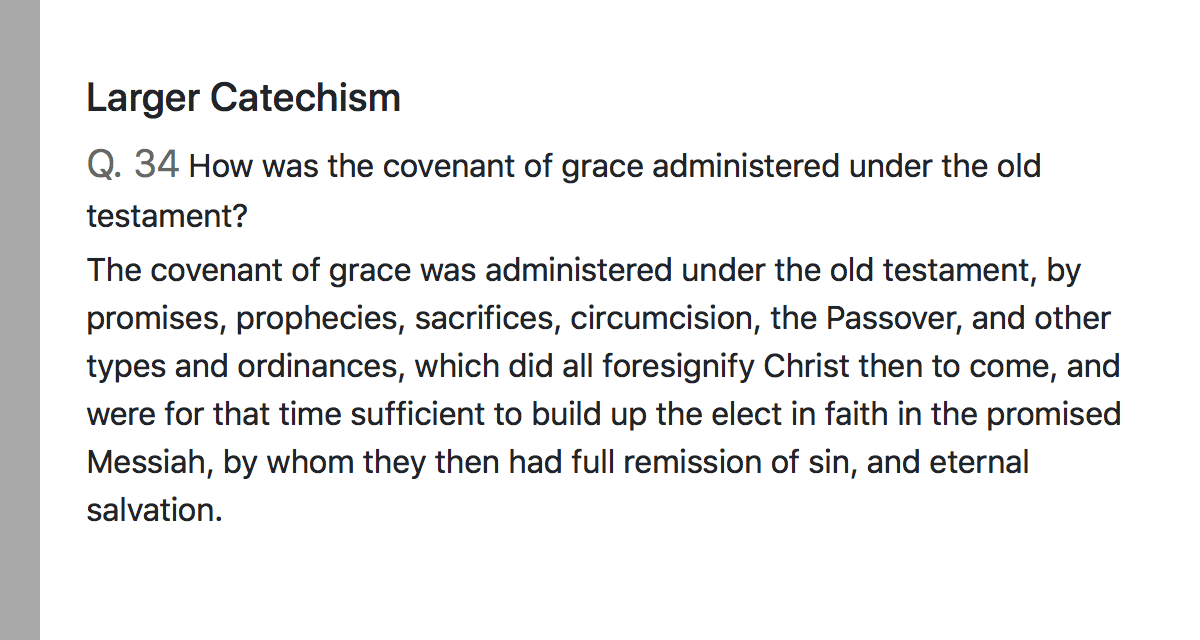 Larger Catechism
Q. 34 How was the covenant of grace administered under the old
testament?
The covenant of grace was administered under the old testament, by
promises, prophecies, sacrifices, circumcision, the Passover, and other
types and ordinances, which did all foresignify Christ then to come, and
were for that time sufficient to build up the elect in faith in the promised
Messiah, by whom they then had full remission of sin, and eternal
salvation.